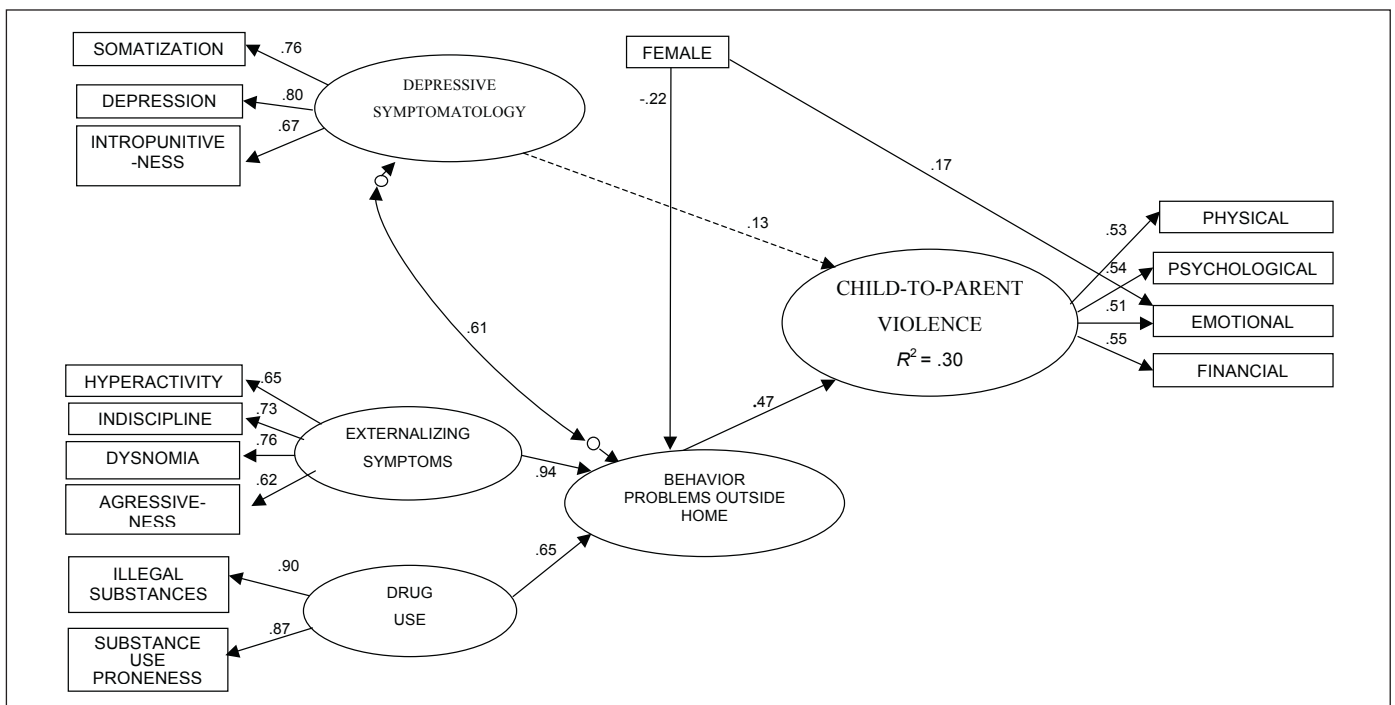 SOMATIZATION
.76
DEPRESSION
.80
INTROPUNITIVE
-NESS
.67
DEPRESSIVE
SYMPTOMATOLOGY
FEMALE
-.22
.17
.13
.61
CHILD-TO-PARENT
VIOLENCE
R² = .30
.53
PHYSICAL
.54
PSYCHOLOGICAL
.51
EMOTIONAL
.55
FINANCIAL
HYPERACTIVITY
.65
INDISCIPLINE
.73
DYSNOMIA
.76
AGRESSIVE-
NESS
.62
EXTERNALIZING
SYMPTOMS
.94
.47
BEHAVIOR
PROBLEMS OUTSIDE
HOME
.65
ILLEGAL
SUBSTANCES
.90
DRUG
USE
SUBSTANCE
USE
PRONENESS
.87